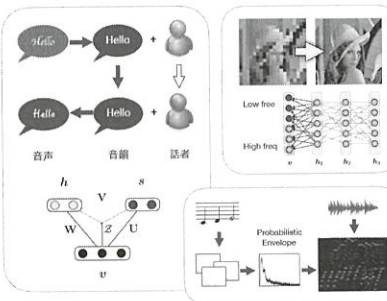 Hello
Hello
+
Hello
Hello
+
音声
音韻
話者
h
s
V
W
Z
U
v
Low freq
High freq
v
h₁
h₂
h₃
Probabilistic
Envelope